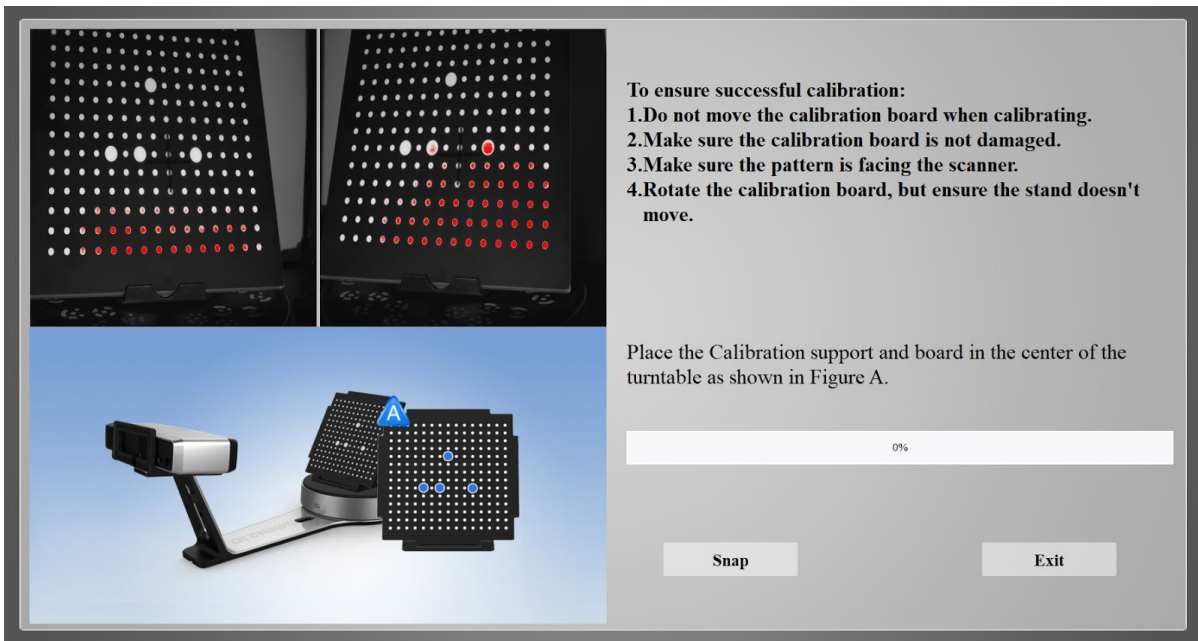 To ensure successful calibration:
1.Do not move the calibration board when calibrating.
2.Make sure the calibration board is not damaged.
3.Make sure the pattern is facing the scanner.
4.Rotate the calibration board, but ensure the stand doesn't
move.
Place the Calibration support and board in the center of the
turntable as shown in Figure A.
A
0%
Snap
Exit